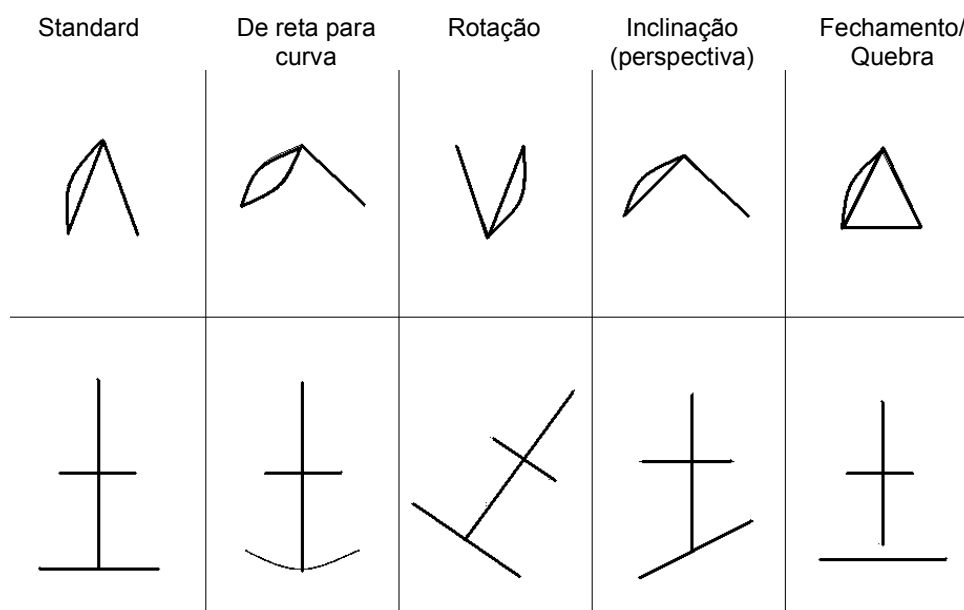 Standard
De reta para
curva
Rotação
Inclinação
(perspectiva)
Fechamento/
Quebra